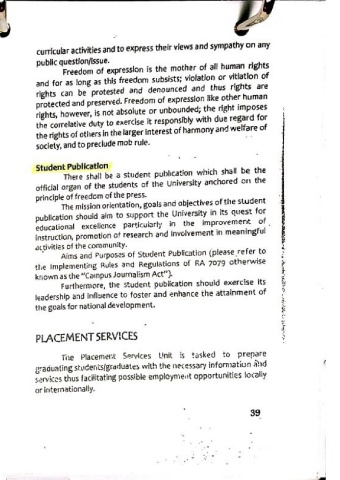 curricular activities and to express their views and sympathy on any
public question/issue.
Freedom of expression is the mother of all human rights
and for as long as this freedom subsists; violation or vitiation of
rights can be protested and denounced and thus rights are
protected and preserved. Freedom of expression like other human
rights, however, is not absolute or unbounded; the right imposes
the correlative duty to exercise it responsibly with due regard for
the rights of others in the larger interest of harmony and welfare of
society, and to preclude mob rule.
Student Publication
There shall be a student publication which shall be the
official organ of the students of the University anchored on the
principle of freedom of the press.
The mission orientation, goals and objectives of the student
publication should aim to support the University in its quest for
educational excellence particularly in the improvement of
instruction, promotion of research and involvement in meaningful
activities of the community.
Aims and Purposes of Student Publication (please refer to
the Implementing Rules and Regulations of RA 7079 otherwise
known as the "Campus Journalism Act").
Furthermore, the student publication should exercise its
leadership and influence to foster and enhance the attainment of
the goals for national development.
PLACEMENT SERVICES
The Placement Services Unit is tasked to prepare
graduating students/graduates with the necessary information and
services thus facilitating possible employment opportunities locally
or internationally.
39